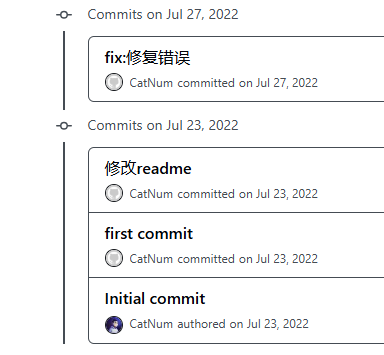 Commits on Jul 27, 2022
fix:修复错误
CatNum committed on Jul 27, 2022
Commits on Jul 23, 2022
修改readme
CatNum committed on Jul 23, 2022
first commit
CatNum committed on Jul 23, 2022
Initial commit
CatNum authored on Jul 23, 2022